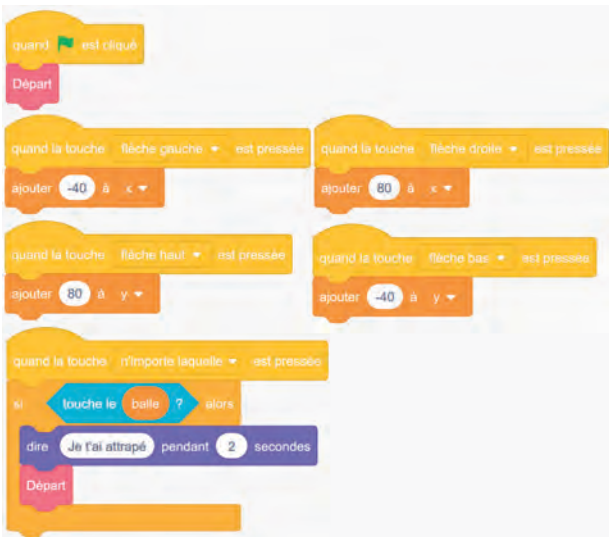 quand est cliqué
Départ
quand la touche flèche gauche est pressée
ajouter -40 à x
quand la touche flèche droite est pressée
ajouter 80 à x
quand la touche flèche haut est pressée
ajouter 80 à y
quand la touche flèche bas est pressée
ajouter -40 à y
quand la touche n'importe laquelle est pressée
si touche le balle ? alors
dire Je t'ai attrapé pendant 2 secondes
Départ